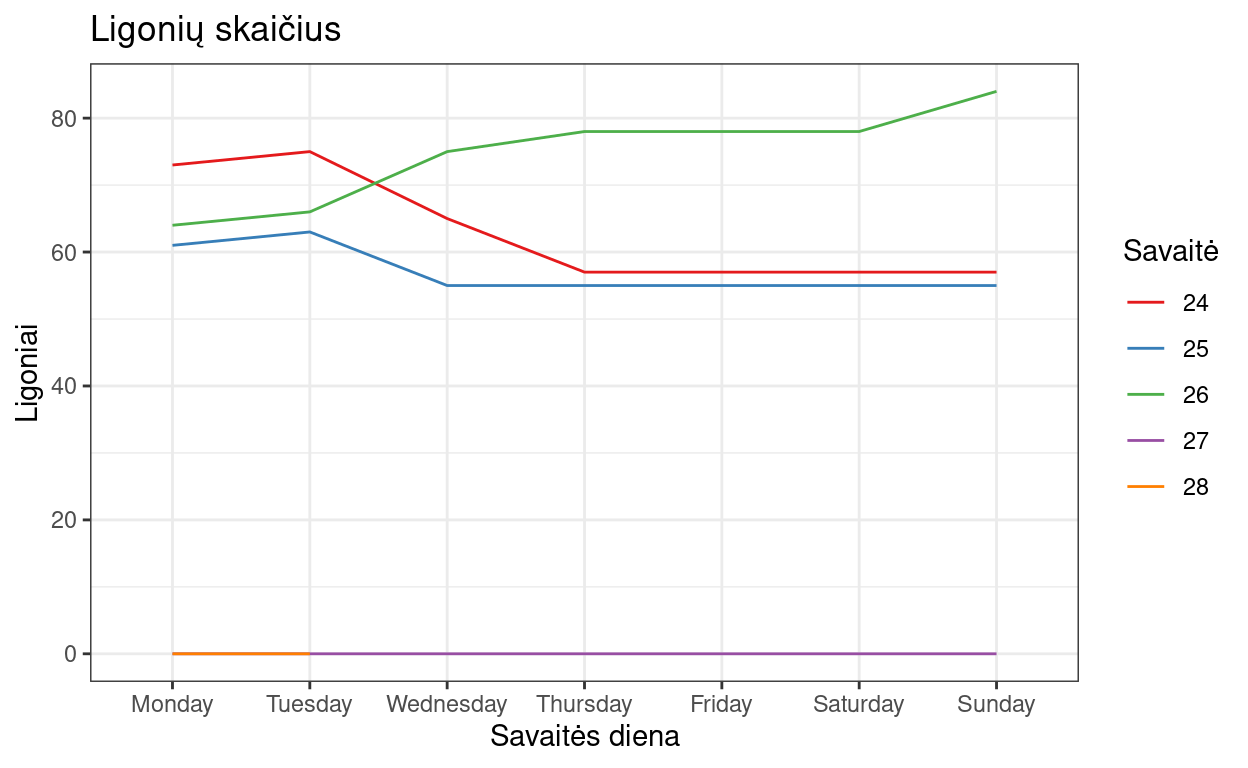 Ligonių skaičius
Ligoniai
80
60
40
20
0
Monday Tuesday Wednesday Thursday Friday Saturday Sunday
Savaitės diena
Savaitė
24
25
26
27
28